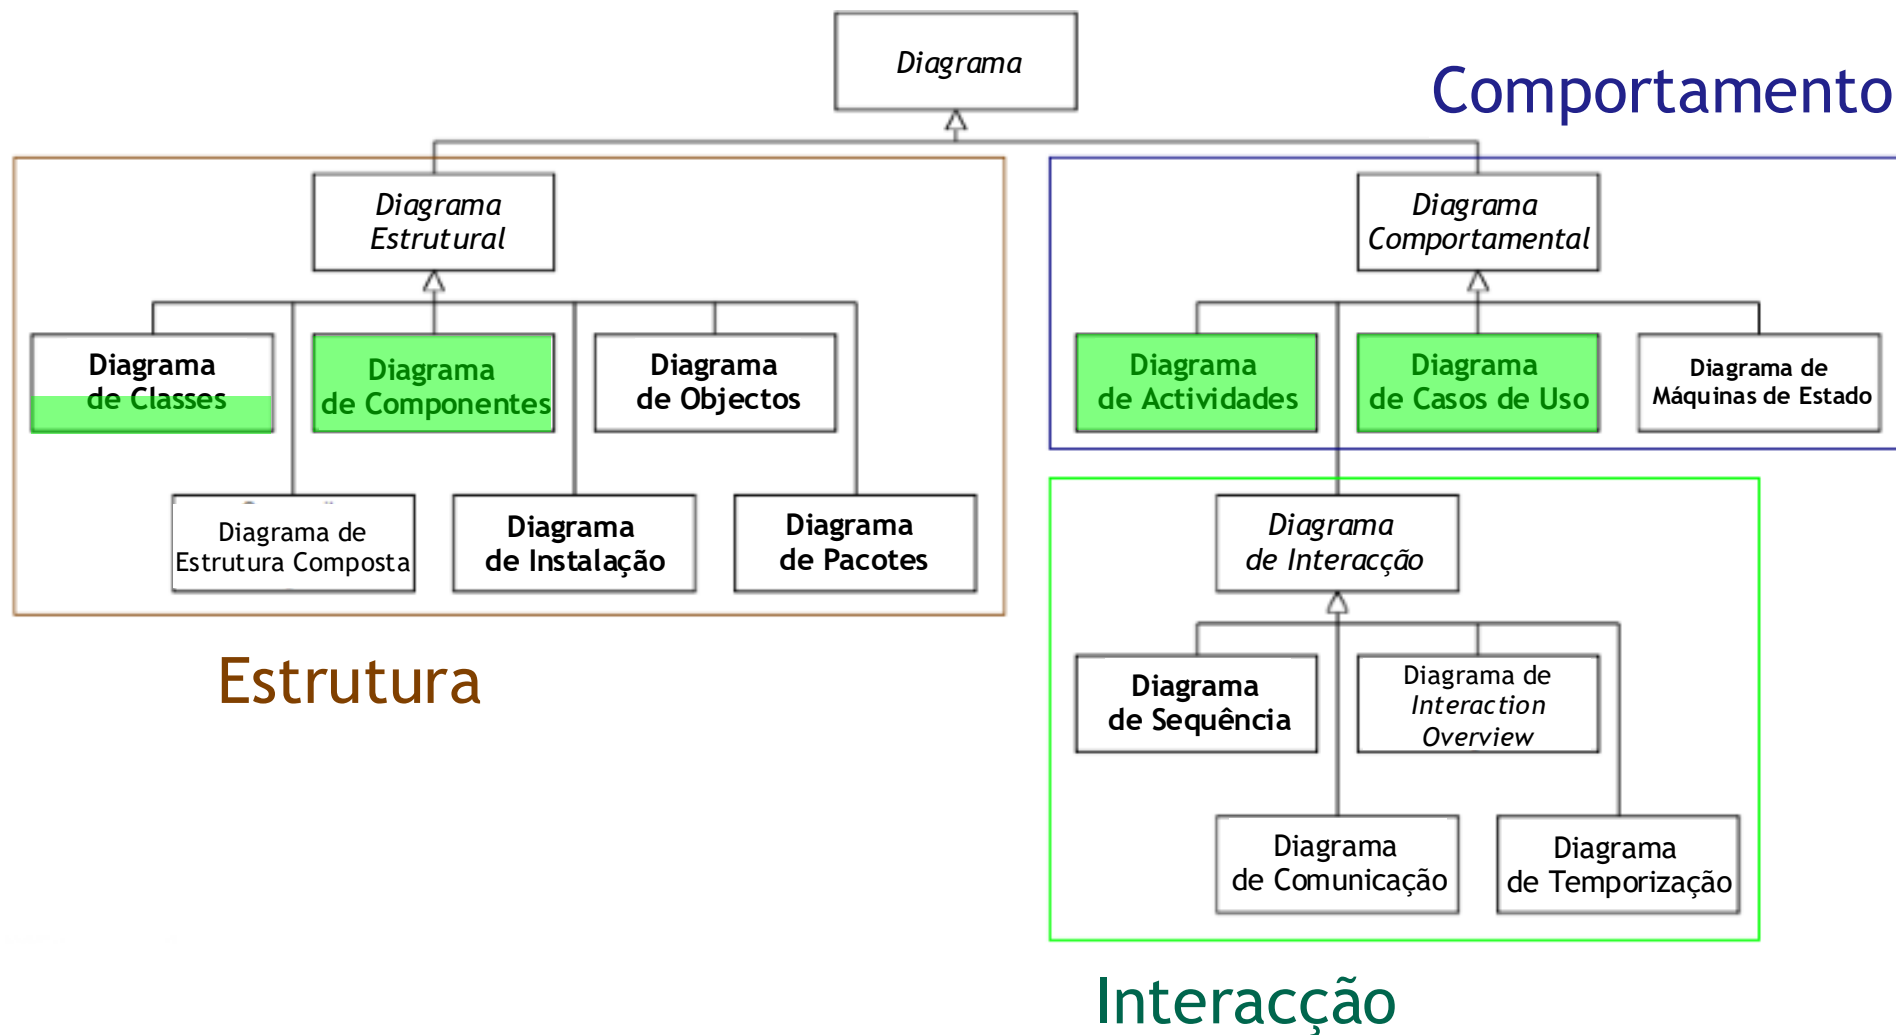 Diagrama
Comportamento
Diagrama
Estrutural
Diagrama
Comportamental
Diagrama
de Classes
Diagrama
de Componentes
Diagrama
de Objectos
Diagrama
de Actividades
Diagrama
de Casos de Uso
Diagrama de
Máquinas de Estado
Diagrama de
Estrutura Composta
Diagrama
de Instalação
Diagrama
de Pacotes
Diagrama
de Interacção
Estrutura
Diagrama
de Sequência
Diagrama de
Interaction
Overview
Diagrama
de Comunicação
Diagrama
de Temporização
Interacção